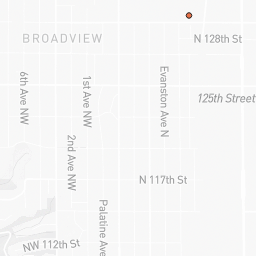 BROADVIEW
N 128th St
6th Ave NW
1st Ave NW
Evanston Ave N
125th Street
2nd Ave NW
N 117th St
Palatine Ave
NW 112th St